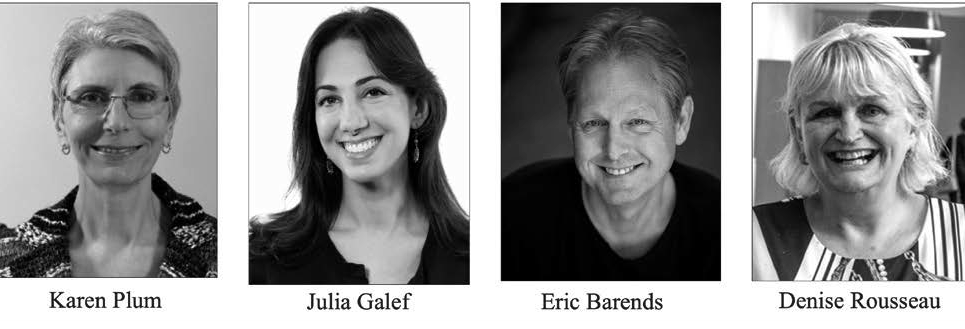 Karen Plum
Julia Galef
Eric Barends
Denise Rousseau